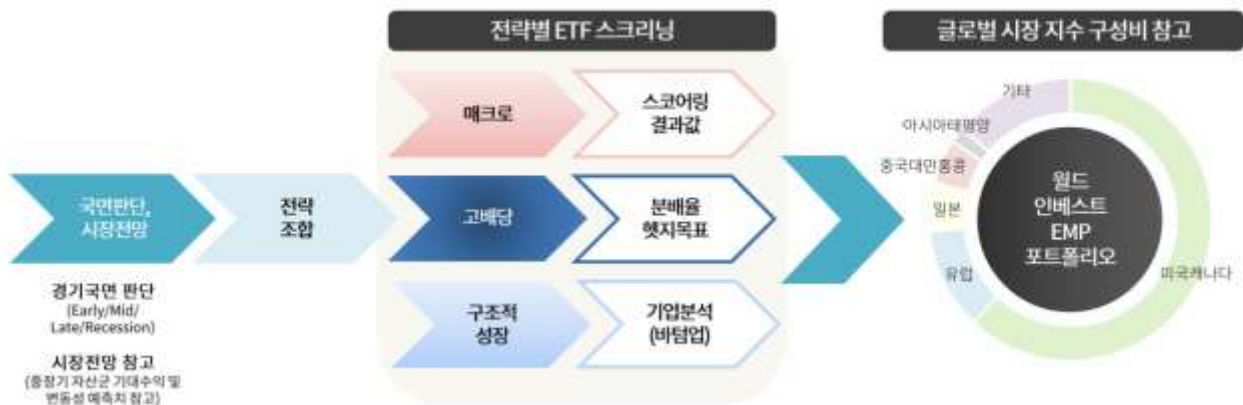 전략별 ETF 스크리닝
글로벌 시장 지수 구성비 참고
국면판단,
시장전망
전략
조합
경기국면 판단
(Early/Mid/
Late/Recession)
시장전망 참고
(중장기 자산군 기대수익 및
변동성 예측치 참고)
매크로
스코어링
결과값
고배당
분배율
헷지목표
구조적
성장
기업분석
(바텀업)
기타
아시아태평양
중국대만홍콩
일본
유럽
미국캐나다
월드
인베스트
EMP
포트폴리오